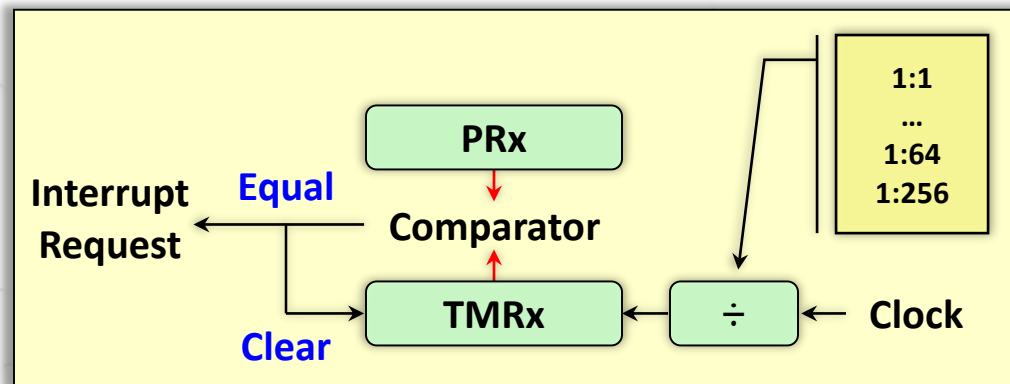 1:1
...
1:64
1:256
PRx
Equal
Interrupt
Request
Comparator
TMRx
÷
Clock
Clear